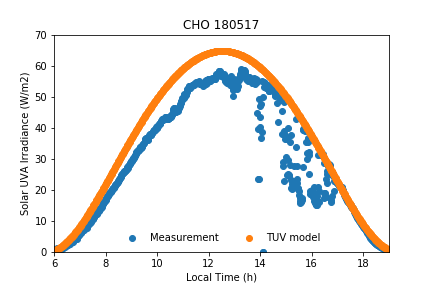 CHO 180517
Solar UVA Irradiance (W/m2)
70
60
50
40
30
20
10
0
Measurement TUV model
6 8 10 12 14 16 18
Local Time (h)